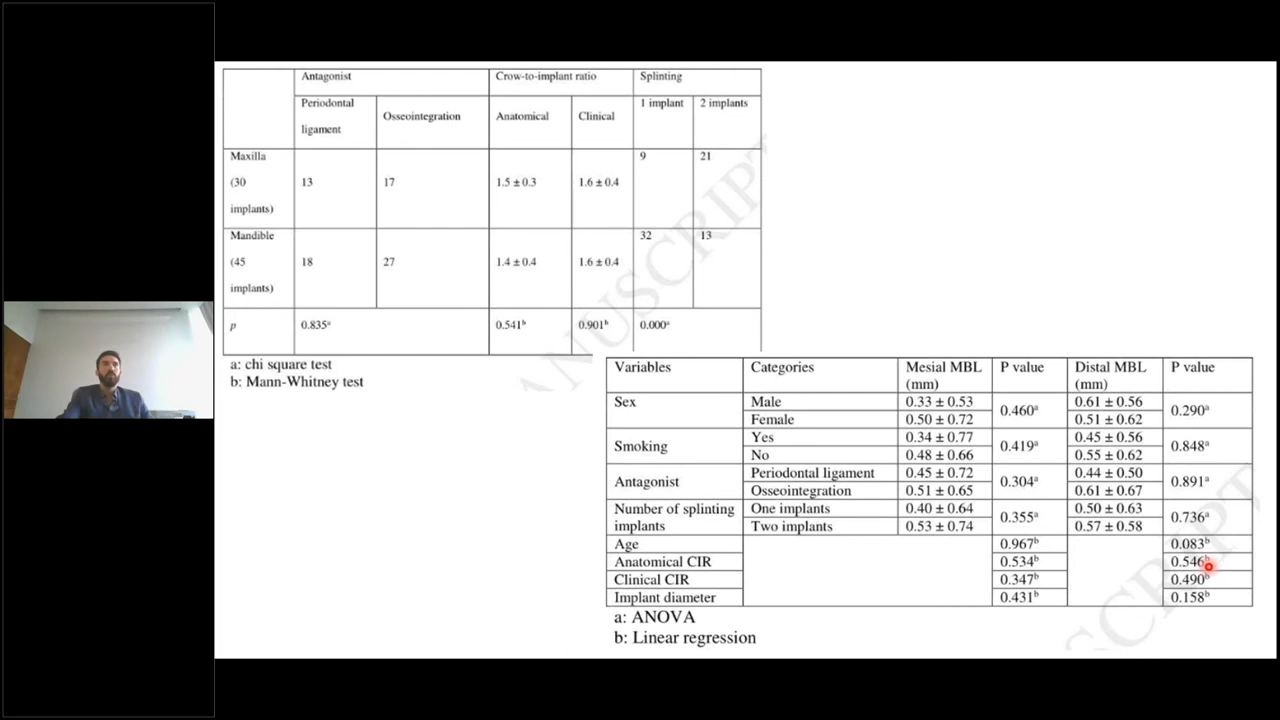 Antagonist Crow-to-implant ratio Splinting
Periodontal ligament Osseointegration Anatomical Clinical 1 implant 2 implants
Maxilla (30 implants) 13 17 1.5 ± 0.3 1.6 ± 0.4 9 21
Mandible (45 implants) 18 27 1.4 ± 0.4 1.6 ± 0.4 32 13
p 0.835ᵃ 0.541ᵇ 0.901ᵇ 0.000ᵃ
a: chi square test
b: Mann-Whitney test
ANUSCRIPT
Variables Categories Mesial MBL (mm) P value Distal MBL (mm) P value
Sex Male 0.33 ± 0.53 0.460ᵃ 0.61 ± 0.56 0.290ᵃ
Female 0.50 ± 0.72 0.51 ± 0.62
Smoking Yes 0.34 ± 0.77 0.419ᵃ 0.45 ± 0.56 0.848ᵃ
No 0.48 ± 0.66 0.55 ± 0.62
Antagonist Periodontal ligament 0.45 ± 0.72 0.304ᵃ 0.44 ± 0.50 0.891ᵃ
Osseointegration 0.51 ± 0.65 0.61 ± 0.67
Number of splinting implants One implants 0.40 ± 0.64 0.355ᵃ 0.50 ± 0.63 0.736ᵃ
Two implants 0.53 ± 0.74 0.57 ± 0.58
Age 0.967ᵇ 0.083ᵇ
Anatomical CIR 0.534ᵇ 0.546ᵇ
Clinical CIR 0.347ᵇ 0.490ᵇ
Implant diameter 0.431ᵇ 0.158ᵇ
a: ANOVA
b: Linear regression
SCRIPT